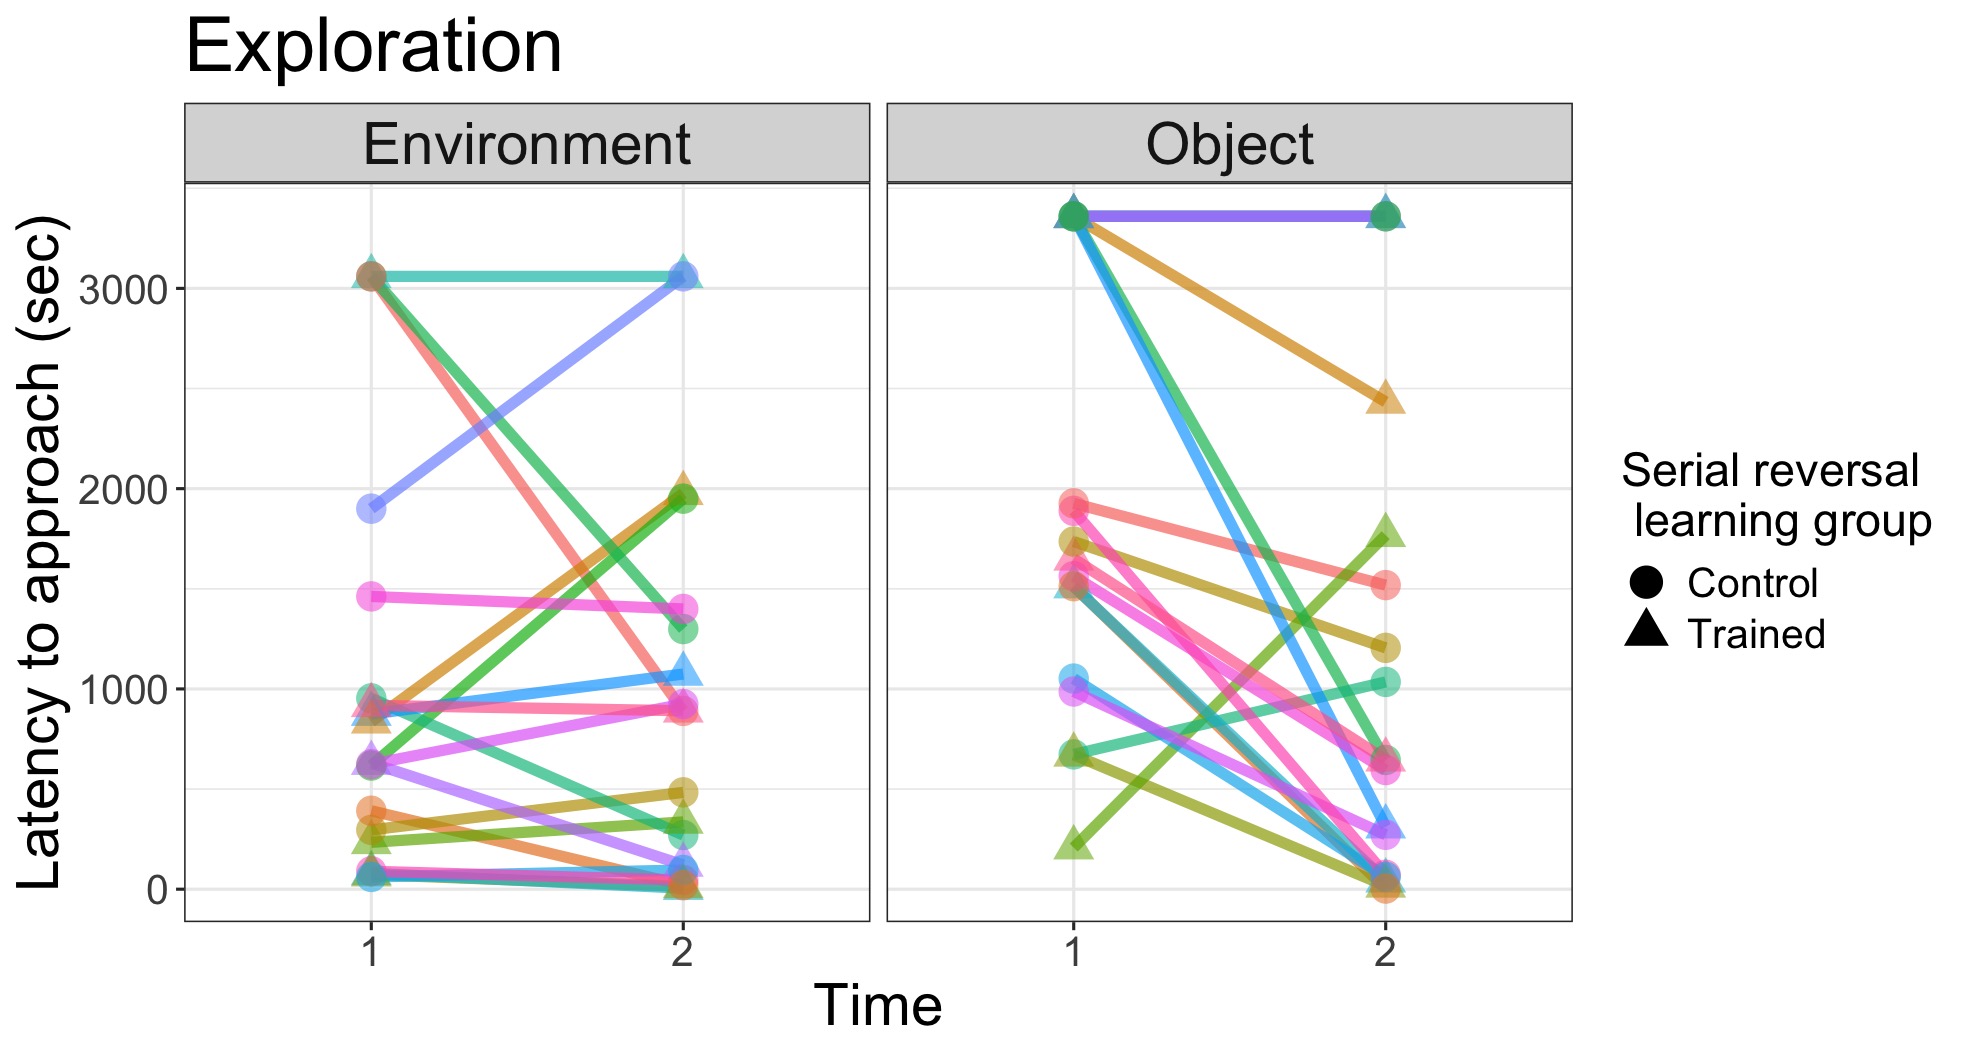 Exploration
Environment
Object
Latency to approach (sec)
3000
2000
1000
0
1
2
1
2
Time
Serial reversal
learning group
Control
Trained